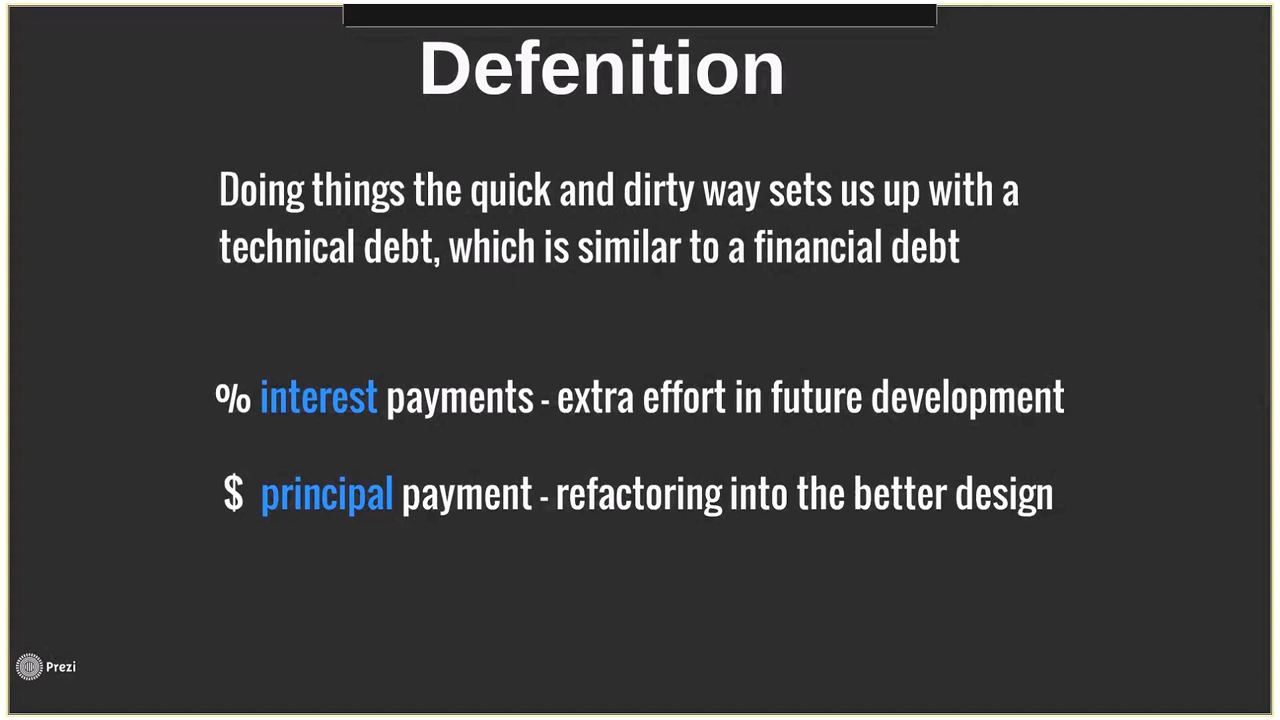 Defenition
Doing things the quick and dirty way sets us up with a
technical debt, which is similar to a financial debt
% interest payments - extra effort in future development
$ principal payment - refactoring into the better design
Prezi